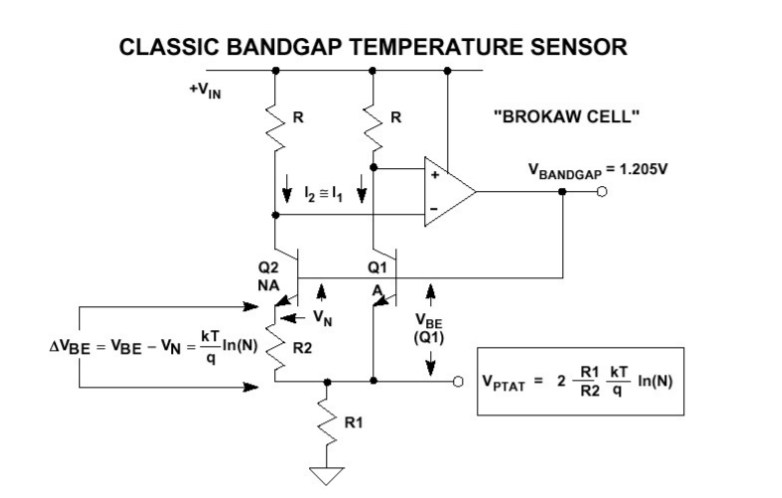 CLASSIC BANDGAP TEMPERATURE SENSOR
+VIN
R
R
"BROKAW CELL"
+
VBANDGAP = 1.205V
I2 ≅ I1
−
Q2
NA
Q1
A
VN
VBE
(Q1)
ΔVBE = VBE − VN = kT/q ln(N)
R2
VPTAT = 2 R1/R2 kT/q ln(N)
R1